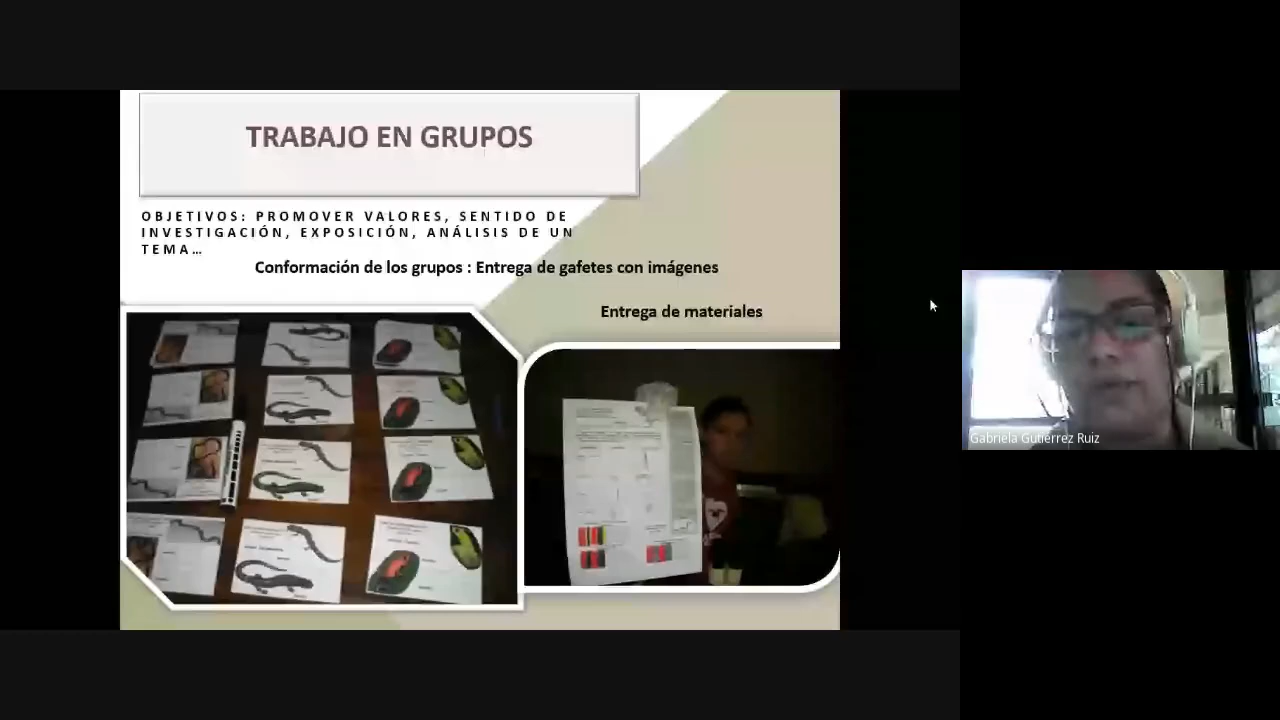 TRABAJO EN GRUPOS
OBJETIVOS: PROMOVER VALORES, SENTIDO DE
INVESTIGACIÓN, EXPOSICIÓN, ANÁLISIS DE UN
TEMA…
Conformación de los grupos : Entrega de gafetes con imágenes
Entrega de materiales
Gabriela Gutiérrez Ruiz